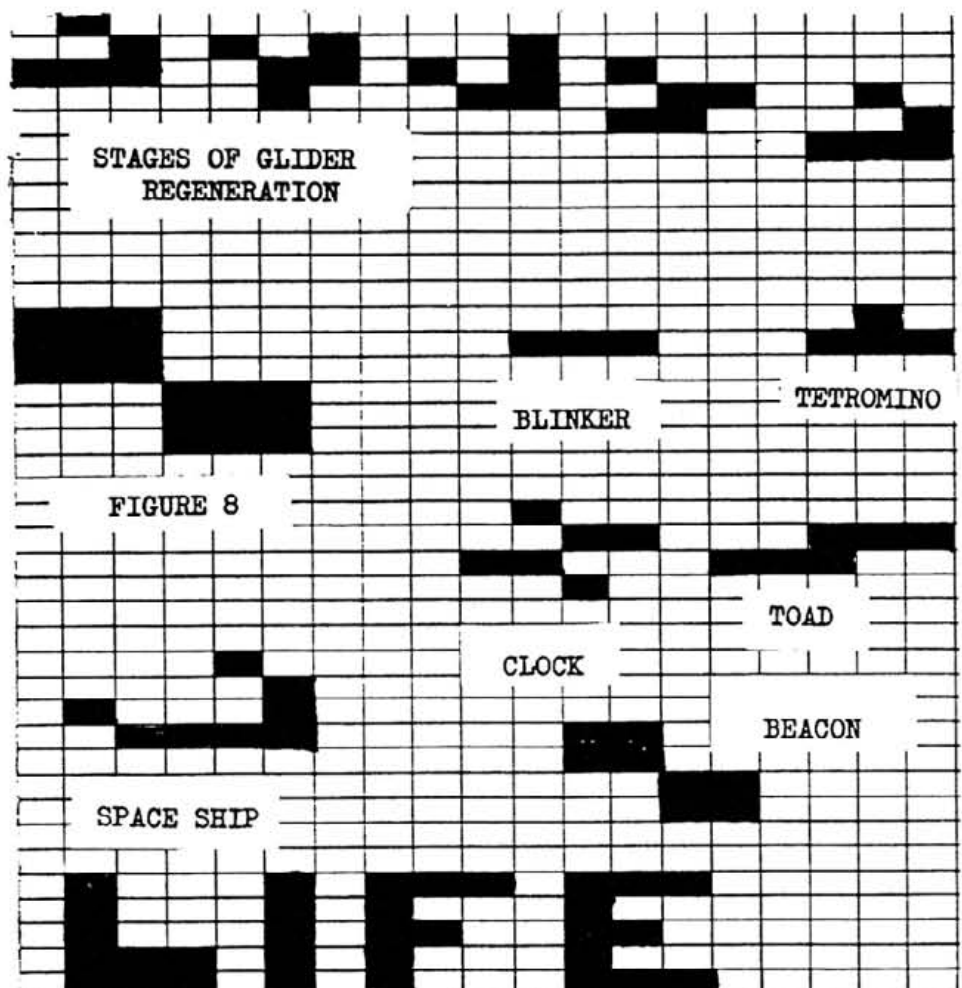 STAGES OF GLIDER
REGENERATION
BLINKER
TETROMINO
FIGURE 8
TOAD
CLOCK
BEACON
SPACE SHIP
LIFE